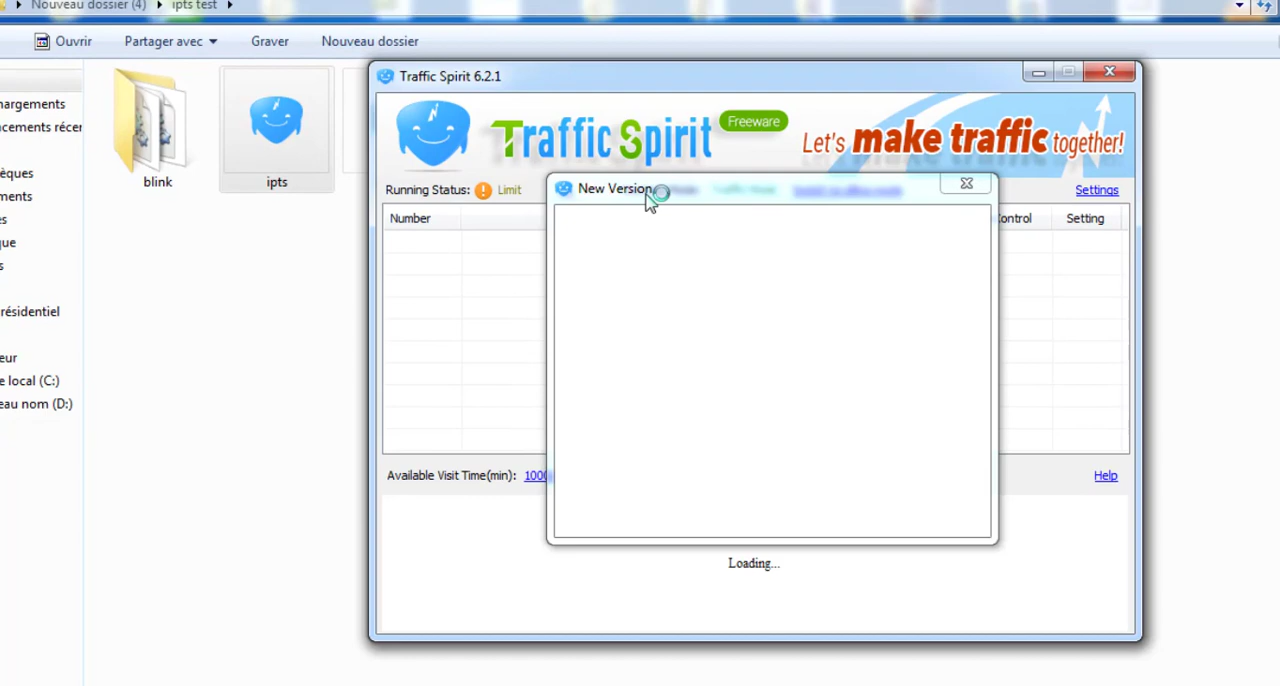 Nouveau dossier (4) ipts test
Ouvrir Partager avec Graver Nouveau dossier
hargements
cements récer
èques
ments
es
que
s
résidentiel
eur
e local (C:)
eau nom (D:)
blink
ipts
Traffic Spirit 6.2.1
Traffic Spirit Freeware Let's make traffic together!
Running Status: Limit Settings
New Version
Number ontrol Setting
Available Visit Time(min): 1000 Help
Loading...